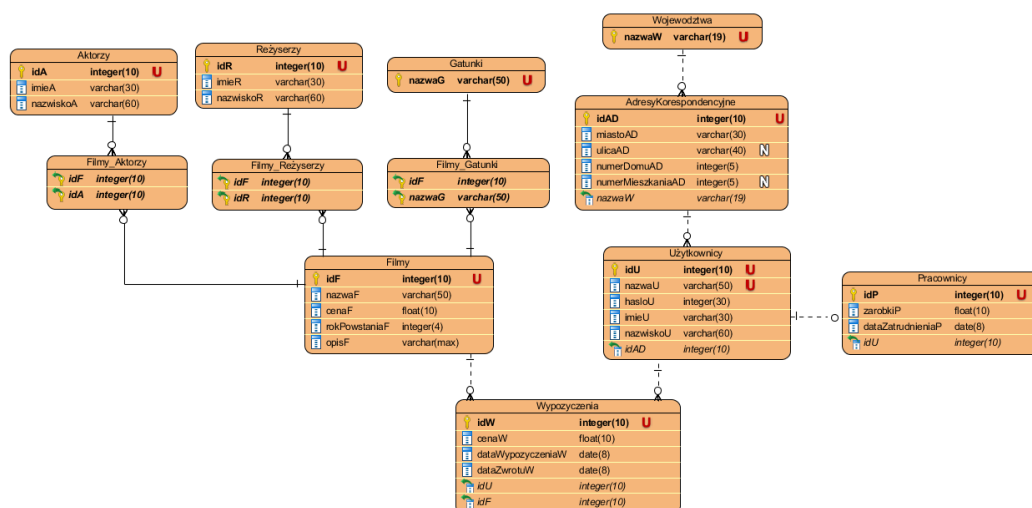 Aktorzy
idA integer(10) U
imieA varchar(30)
nazwiskoA varchar(60)
Reżyserzy
idR integer(10) U
imieR varchar(30)
nazwiskoR varchar(60)
Gatunki
nazwaG varchar(50) U
Wojewodztwa
nazwaW varchar(19) U
AdresyKorespondencyjne
idAD integer(10) U
miastoAD varchar(30)
ulicaAD varchar(40) N
numerDomuAD integer(5)
numerMieszkaniaAD integer(5) N
nazwaW varchar(19)
Filmy_Aktorzy
idF integer(10)
idA integer(10)
Filmy_Reżyserzy
idF integer(10)
idR integer(10)
Filmy_Gatunki
idF integer(10)
nazwaG varchar(50)
Filmy
idF integer(10) U
nazwaF varchar(50)
cenaF float(10)
rokPowstaniaF integer(4)
opisF varchar(max)
Użytkownicy
idU integer(10) U
nazwaU varchar(50) U
hasloU integer(30)
imieU varchar(30)
nazwiskoU varchar(60)
idAD integer(10)
Pracownicy
idP integer(10) U
zarobkiP float(10)
dataZatrudnieniaP date(8)
idU integer(10)
Wypozyczenia
idW integer(10) U
cenaW float(10)
dataWypozyczeniaW date(8)
dataZwrotuW date(8)
idU integer(10)
idF integer(10)